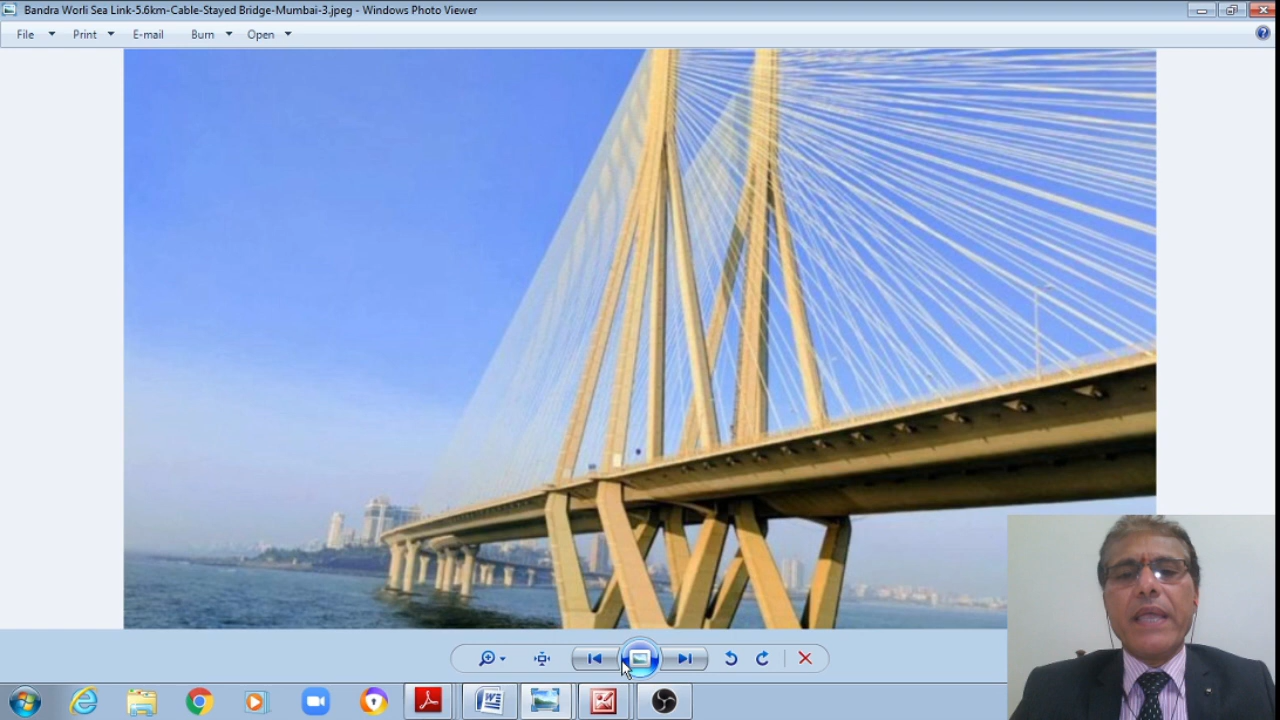 Bandra Worli Sea Link-5.6km-Cable-Stayed Bridge-Mumbai-3.jpeg - Windows Photo Viewer
File Print E-mail Burn Open